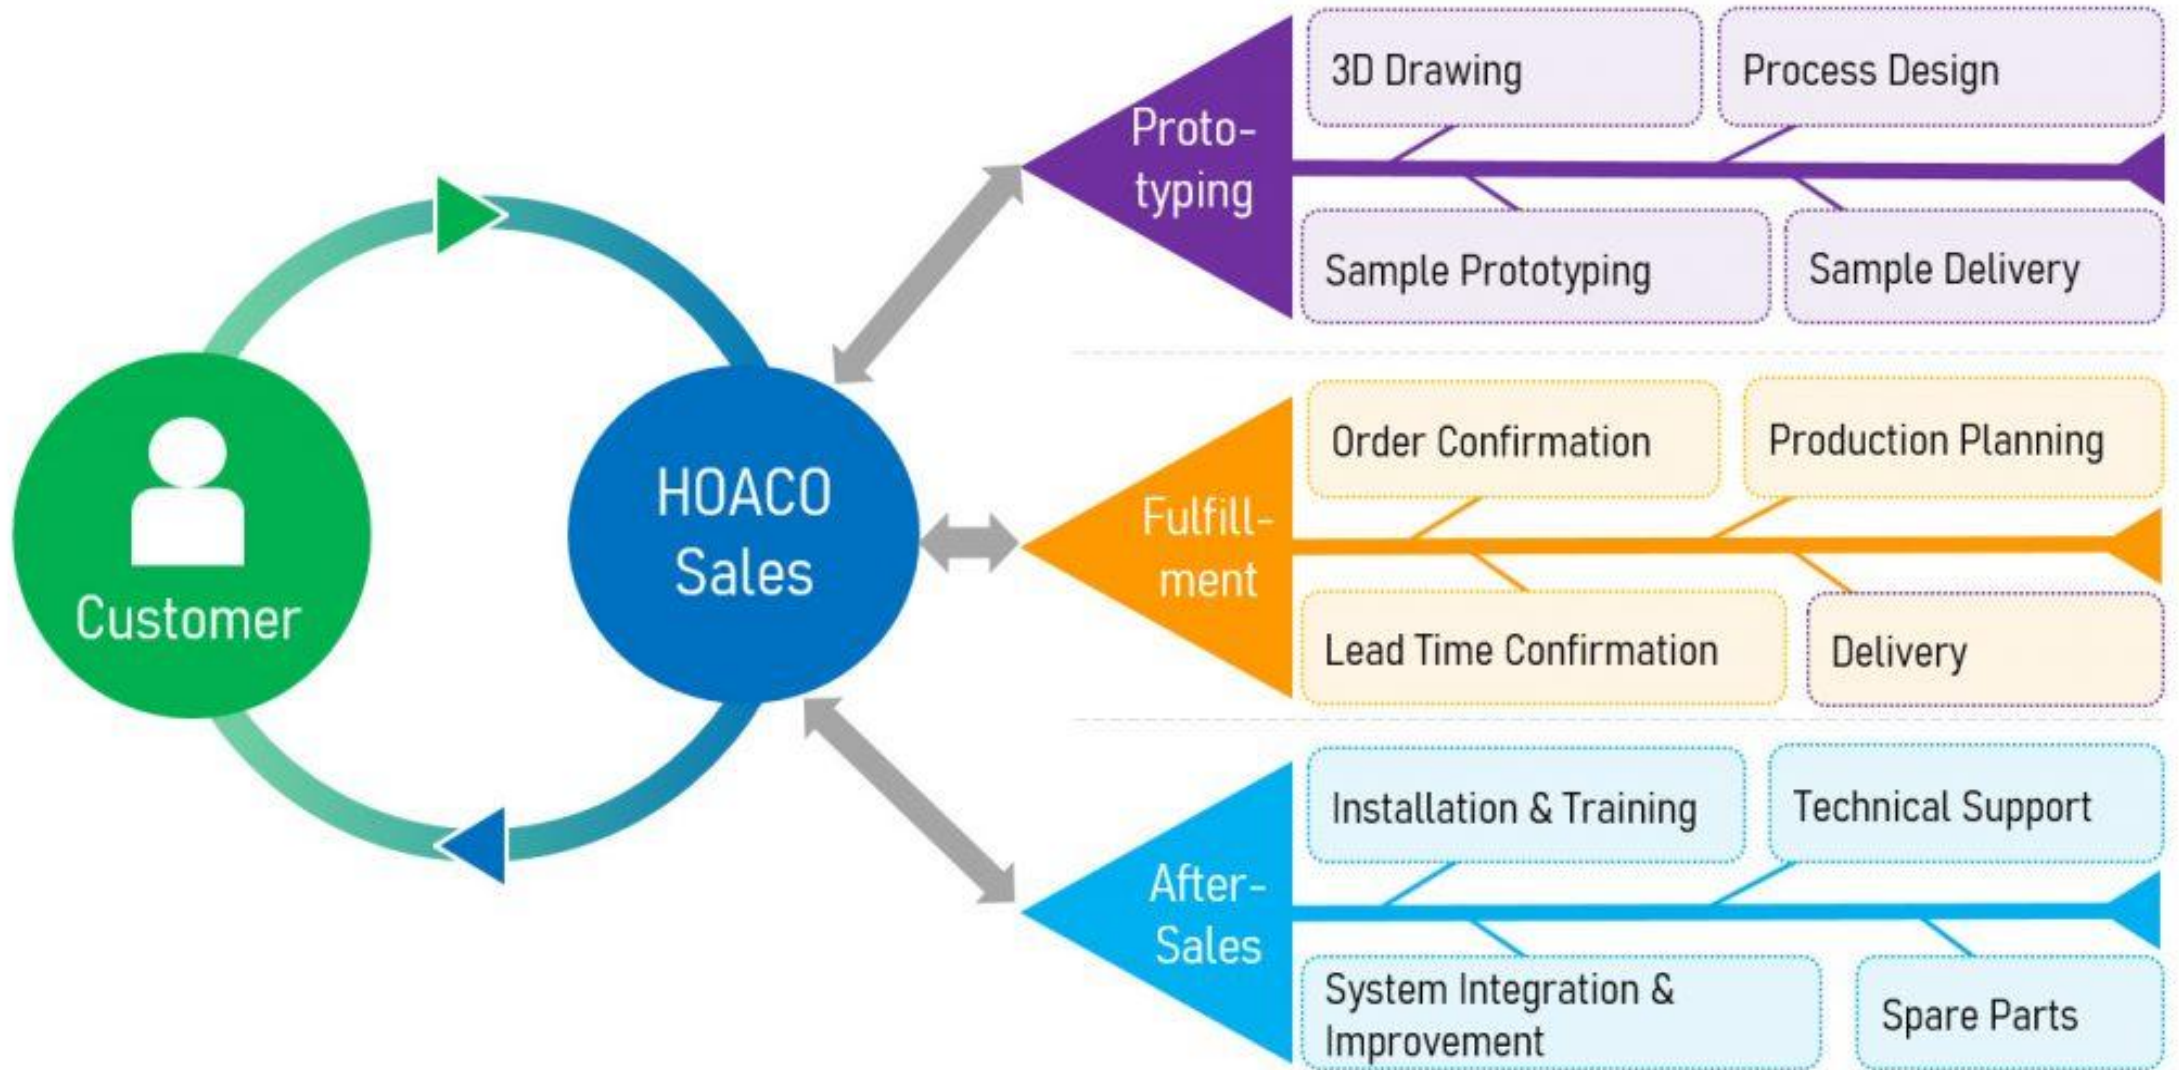 Customer
HOACO
Sales
Proto-
typing
3D Drawing
Process Design
Sample Prototyping
Sample Delivery
Fulfill-
ment
Order Confirmation
Production Planning
Lead Time Confirmation
Delivery
After-
Sales
Installation & Training
Technical Support
System Integration &
Improvement
Spare Parts